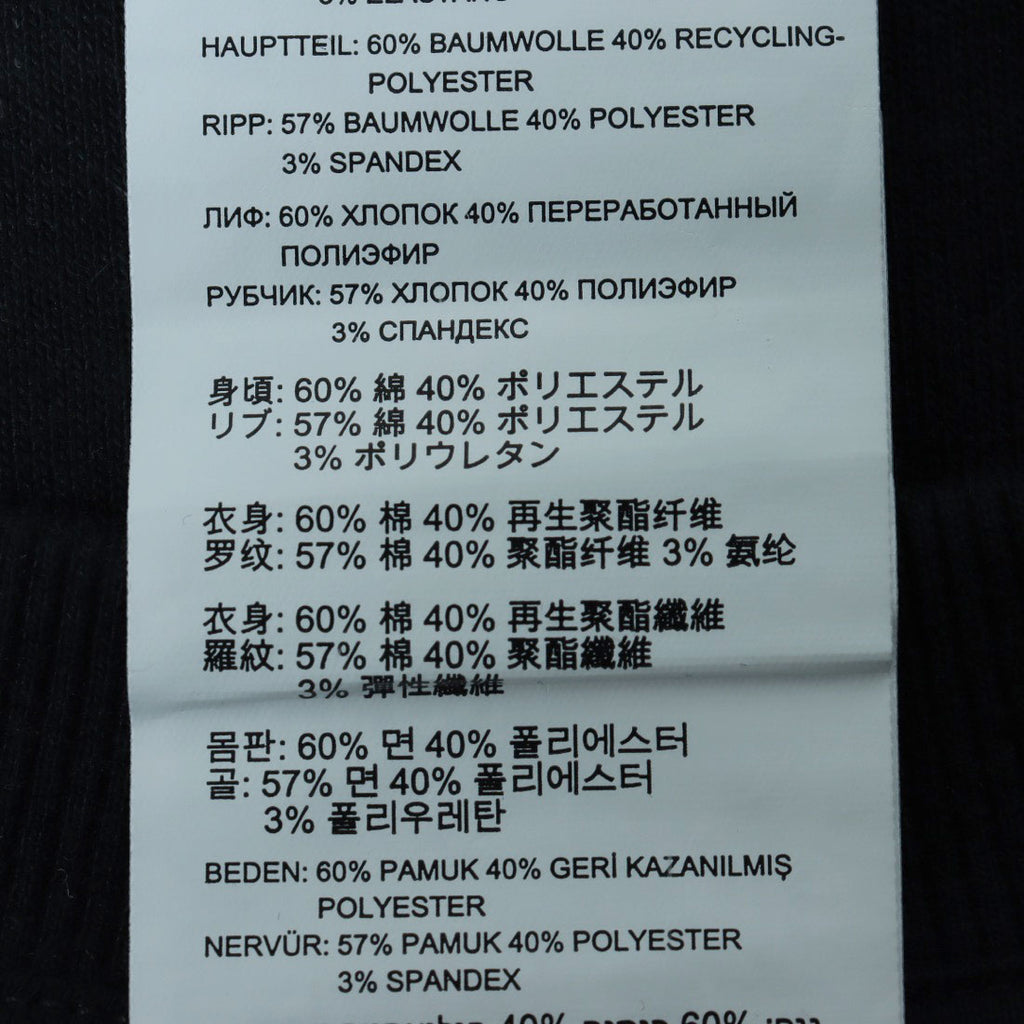 HAUPTTEIL: 60% BAUMWOLLE 40% RECYCLING-
POLYESTER
RIPP: 57% BAUMWOLLE 40% POLYESTER
3% SPANDEX
ЛИФ: 60% ХЛОПОК 40% ПЕРЕРАБОТАННЫЙ
ПОЛИЭФИР
РУБЧИК: 57% ХЛОПОК 40% ПОЛИЭФИР
3% СПАНДЕКС
身頃: 60% 綿 40% ポリエステル
リブ: 57% 綿 40% ポリエステル
3% ポリウレタン
衣身: 60% 棉 40% 再生聚酯纤维
罗纹: 57% 棉 40% 聚酯纤维 3% 氨纶
衣身: 60% 棉 40% 再生聚酯纖維
羅紋: 57% 棉 40% 聚酯纖維
3% 彈性纖維
몸판: 60% 면 40% 폴리에스터
골: 57% 면 40% 폴리에스터
3% 폴리우레탄
BEDEN: 60% PAMUK 40% GERİ KAZANILMIŞ
POLYESTER
NERVÜR: 57% PAMUK 40% POLYESTER
3% SPANDEX